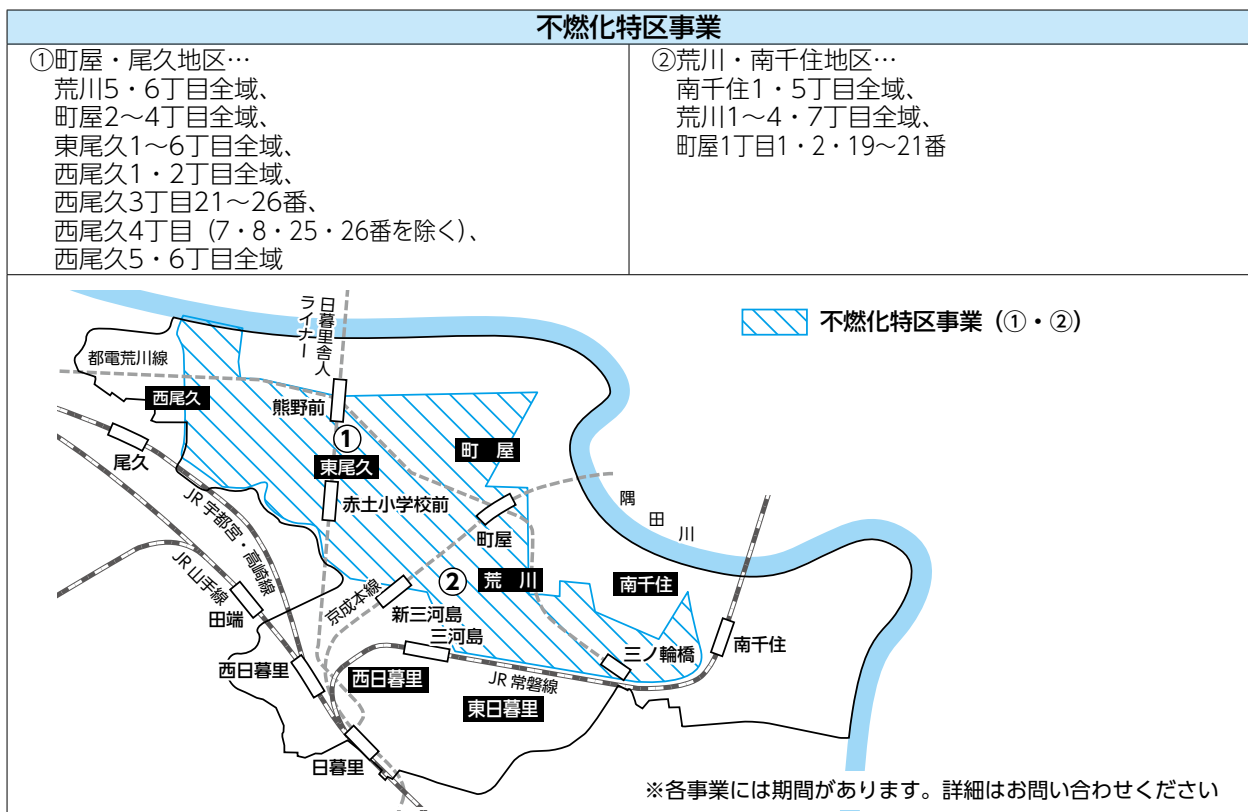 不燃化特区事業
①町屋・尾久地区…
荒川5・6丁目全域、
町屋2～4丁目全域、
東尾久1～6丁目全域、
西尾久1・2丁目全域、
西尾久3丁目21～26番、
西尾久4丁目（7・8・25・26番を除く）、
西尾久5・6丁目全域
②荒川・南千住地区…
南千住1・5丁目全域、
荒川1～4・7丁目全域、
町屋1丁目1・2・19～21番
不燃化特区事業（①・②）
日暮里舎人
ライナー
都電荒川線
西尾久
熊野前
①
町　屋
尾久
東尾久
赤土小学校前
JR宇都宮・高崎線
町屋
隅田川
JR山手線
田端
京成本線
②
荒　川
南千住
新三河島
三河島
三ノ輪橋
南千住
西日暮里
西日暮里
JR常磐線
東日暮里
日暮里
※各事業には期間があります。詳細はお問い合わせください